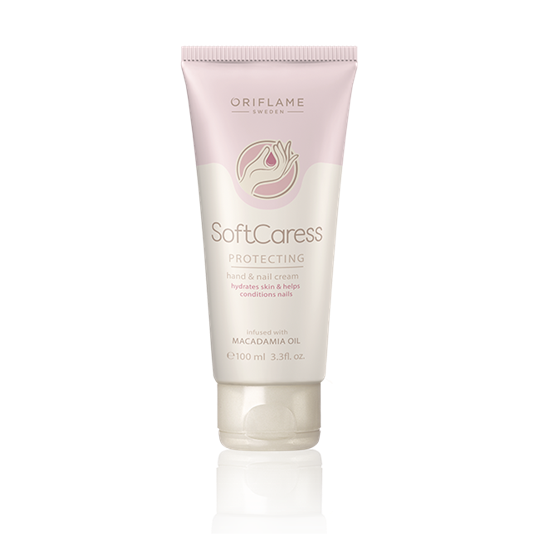 ORIFLAME
SWEDEN
SoftCaress
PROTECTING
hand & nail cream
hydrates skin & helps
conditions nails
infused with
MACADAMIA OIL
℮100 ml 3.3fl. oz.